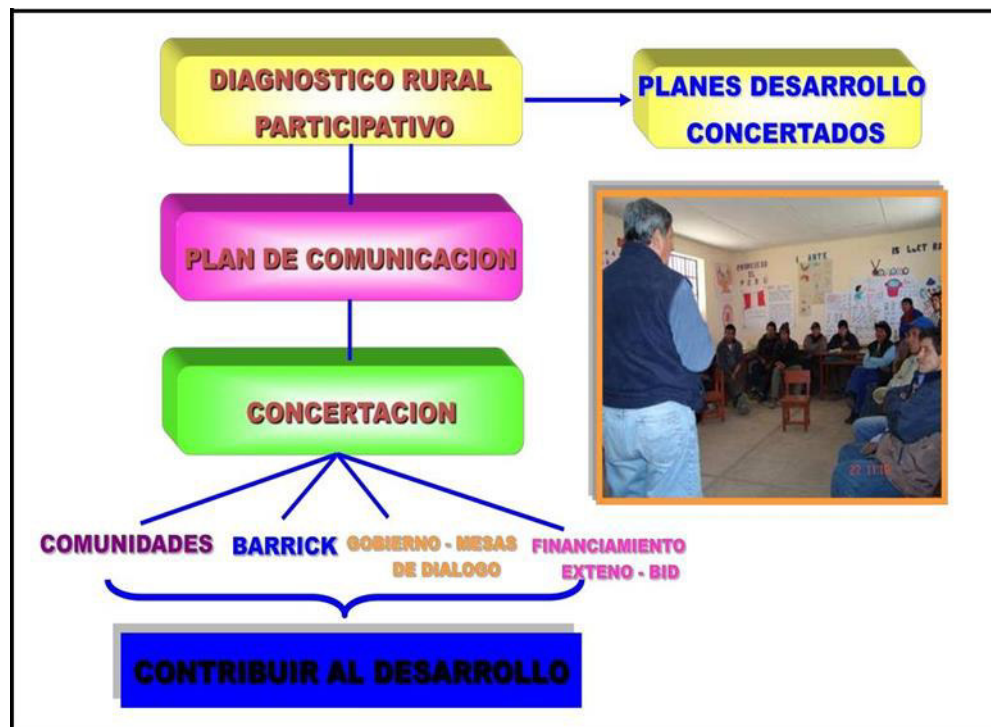 DIAGNOSTICO RURAL
PARTICIPATIVO
PLANES DESARROLLO
CONCERTADOS
PLAN DE COMUNICACION
CONCERTACION
COMUNIDADES
BARRICK
GOBIERNO - MESAS
DE DIALOGO
FINANCIAMIENTO
EXTENO - BID
CONTRIBUIR AL DESARROLLO